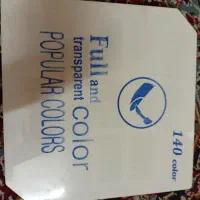 140 color
Full and
transparent color
POPULAR COLORS